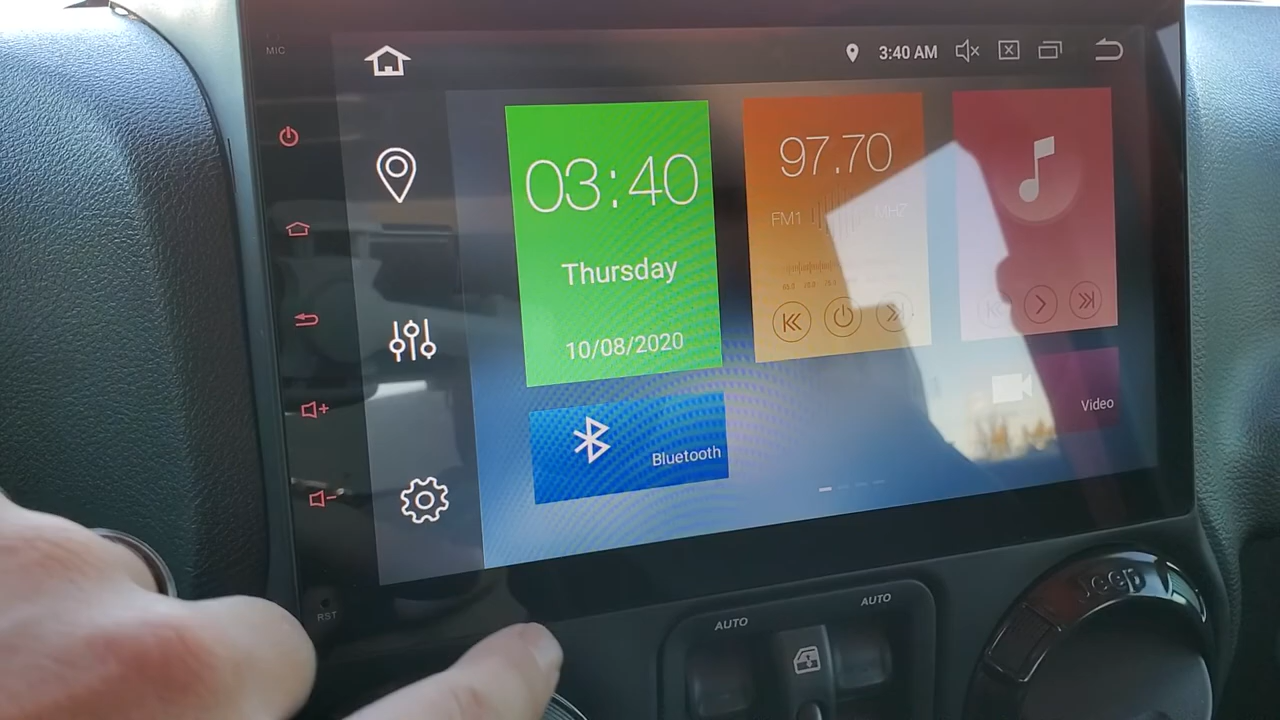 MIC
3:40 AM
03:40
Thursday
10/08/2020
97.70
FM1
MHZ
Bluetooth
Video
RST
AUTO
AUTO
Jeep